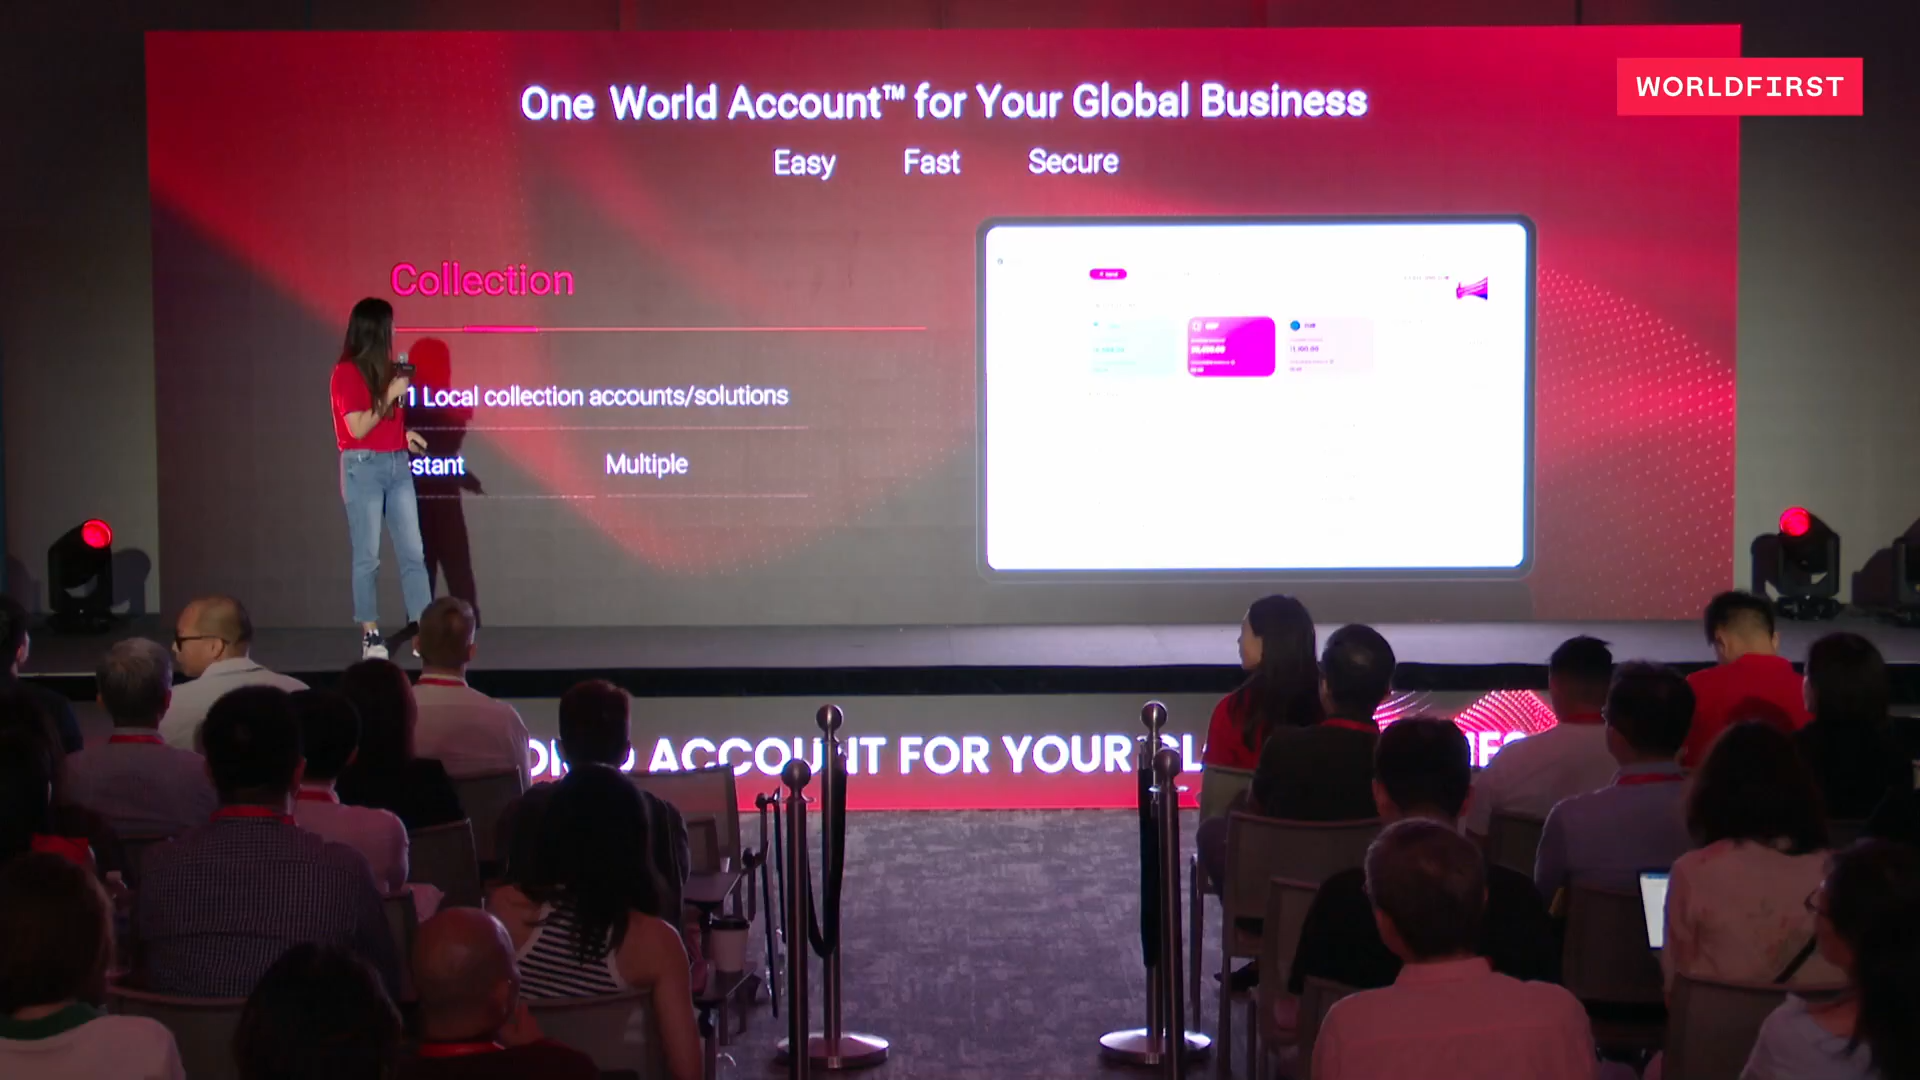 One World Account™ for Your Global Business
WORLDFIRST
Easy Fast Secure
Collection
1 Local collection accounts/solutions
stant Multiple
ACCOUNT FOR YOUR